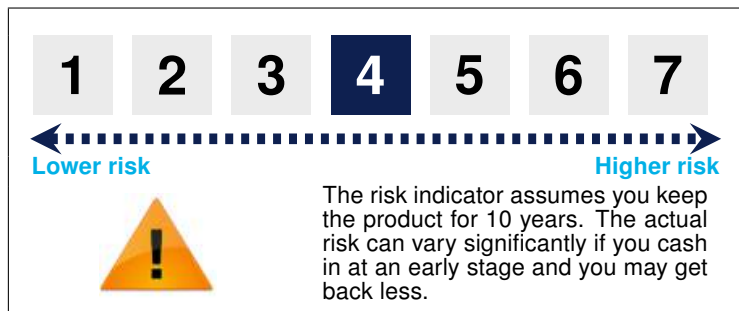 1 2 3 4 5 6 7
Lower risk Higher risk
!
The risk indicator assumes you keep
the product for 10 years. The actual
risk can vary significantly if you cash
in at an early stage and you may get
back less.